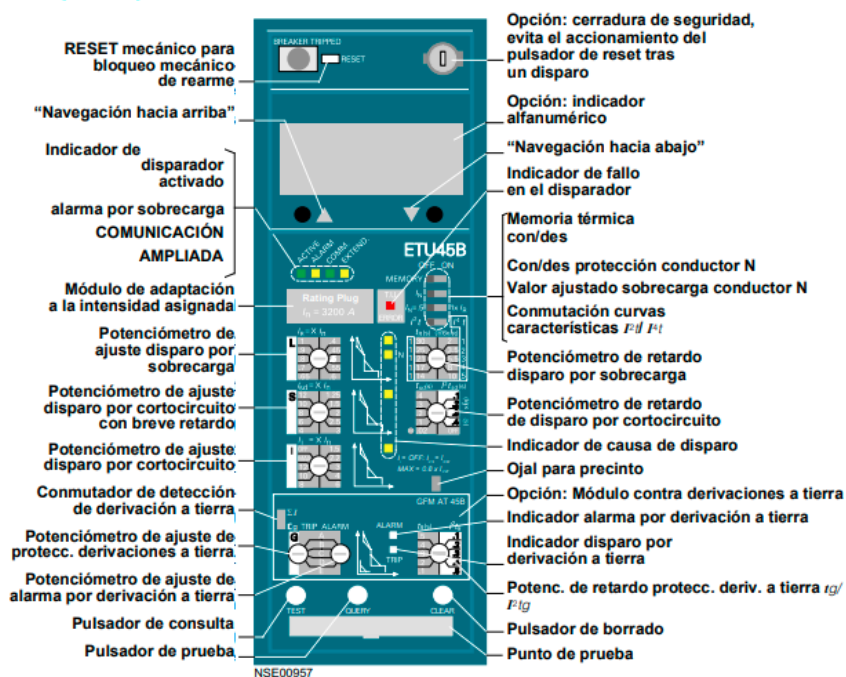 RESET mecánico para
bloqueo mecánico
de rearme
“Navegación hacia arriba”
Indicador de
disparador
activado
alarma por sobrecarga
COMUNICACIÓN
AMPLIADA
Módulo de adaptación
a la intensidad asignada
Potenciómetro de
ajuste disparo por
sobrecarga
Potenciómetro de ajuste
disparo por cortocircuito
con breve retardo
Potenciómetro de ajuste
disparo por cortocircuito
Conmutador de detección
de derivación a tierra
Potenciómetro de ajuste de
protecc. derivaciones a tierra
Potenciómetro de ajuste de
alarma por derivación a tierra
Pulsador de consulta
Pulsador de prueba
BREAKER TRIPPED
RESET
ETU45B
ACTIVE
ALARM
COMM.
EXTEND.
OFF ON
MEMORY
Rating Plug
In = 3200 A
ERROR
L
S
I
N
I = OFF:
MAX = 0.8 x
GFM AT 45B
TRIP ALARM
G
ALARM
TRIP
TEST
QUERY
CLEAR
NSE00957
Opción: cerradura de seguridad,
evita el accionamiento del
pulsador de reset tras
un disparo
Opción: indicador
alfanumérico
“Navegación hacia abajo”
Indicador de fallo
en el disparador
Memoria térmica
con/des
Con/des protección conductor N
Valor ajustado sobrecarga conductor N
Conmutación curvas
características I²t/ I⁴t
Potenciómetro de retardo
disparo por sobrecarga
Potenciómetro de retardo
de disparo por cortocircuito
Indicador de causa de disparo
Ojal para precinto
Opción: Módulo contra derivaciones a tierra
Indicador alarma por derivación a tierra
Indicador disparo por
derivación a tierra
Potenc. de retardo protecc. deriv. a tierra tg/
I²tg
Pulsador de borrado
Punto de prueba